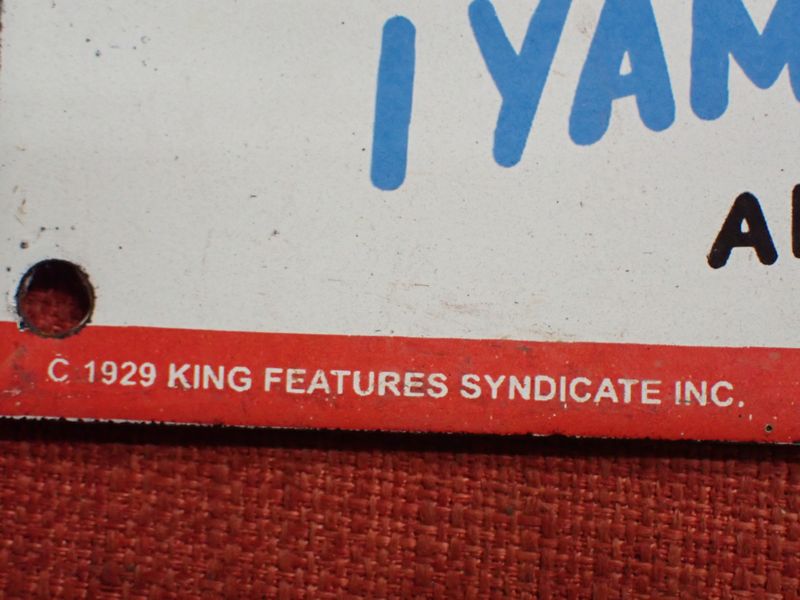 I YAM
A
C 1929 KING FEATURES SYNDICATE INC.